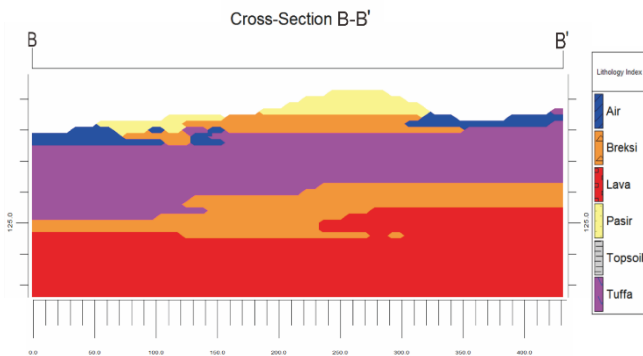 Cross-Section B-B'
B
B'
Lithology Index
Air
Breksi
Lava
Pasir
Topsoil
Tuffa
125.0
125.0
0.0
50.0
100.0
150.0
200.0
250.0
300.0
350.0
400.0